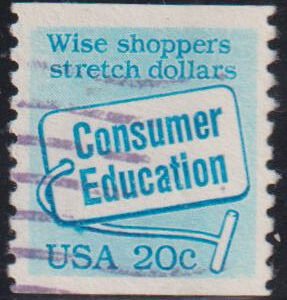 Wise shoppers
stretch dollars
Consumer
Education
USA 20c